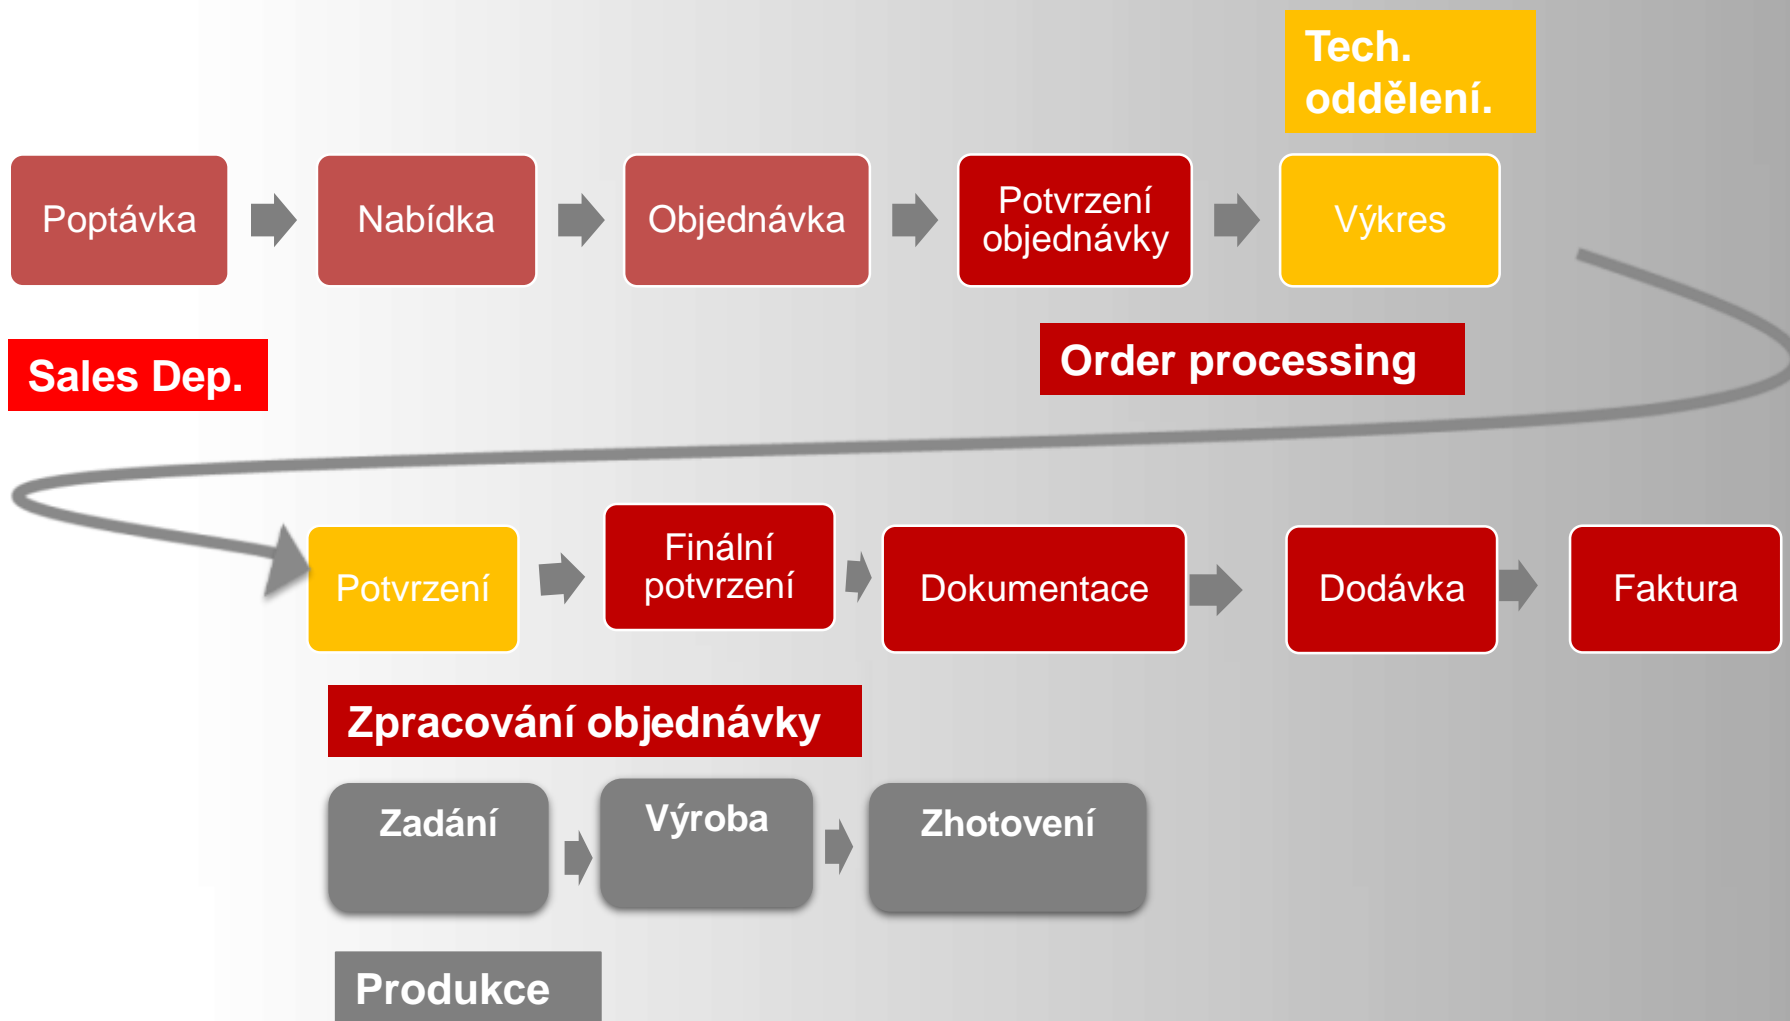 Tech.
oddělení.
Poptávka
Nabídka
Objednávka
Potvrzení
objednávky
Výkres
Sales Dep.
Order processing
Potvrzení
Finální
potvrzení
Dokumentace
Dodávka
Faktura
Zpracování objednávky
Zadání
Výroba
Zhotovení
Produkce